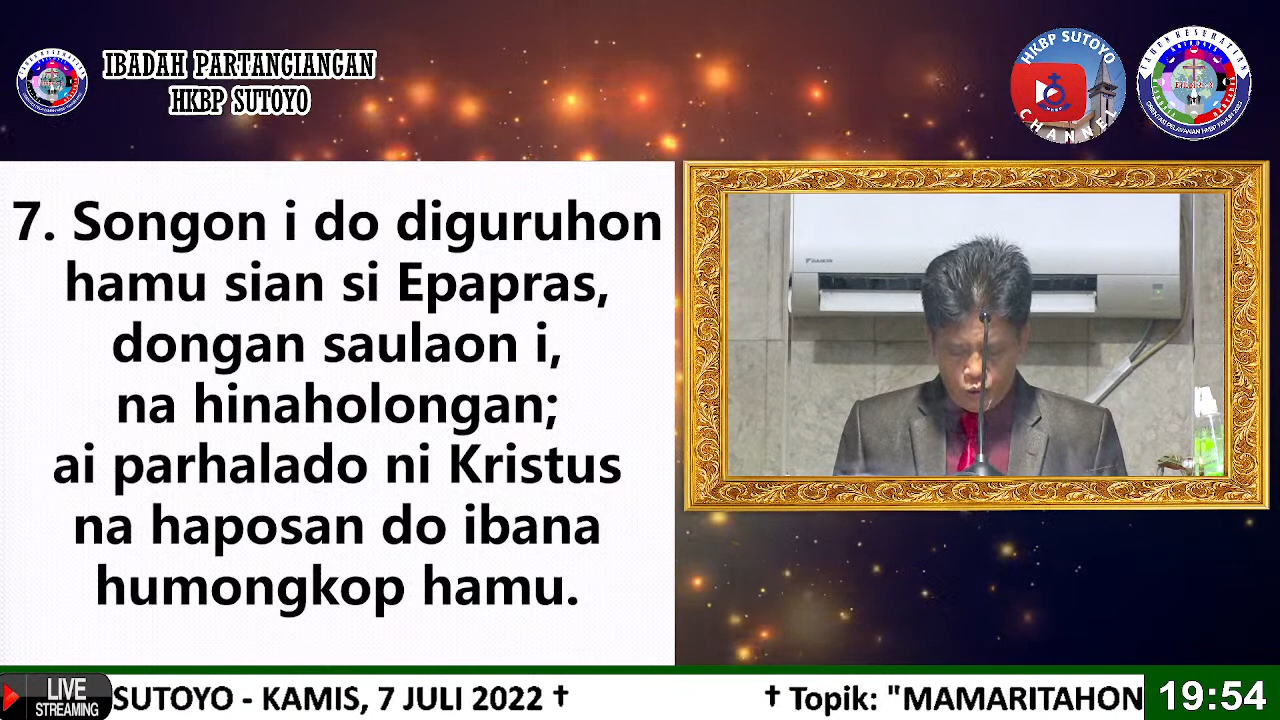 IBADAH PARTANGIANGAN
HKBP SUTOYO
HKBP SUTOYO
CHANNEL
7. Songon i do diguruhon
hamu sian si Epapras,
dongan saulaon i,
na hinaholongan;
ai parhalado ni Kristus
na haposan do ibana
humongkop hamu.
DAIKIN
LIVE
STREAMING
SUTOYO - KAMIS, 7 JULI 2022 ✝
✝ Topik: "MAMARITAHON
19:54